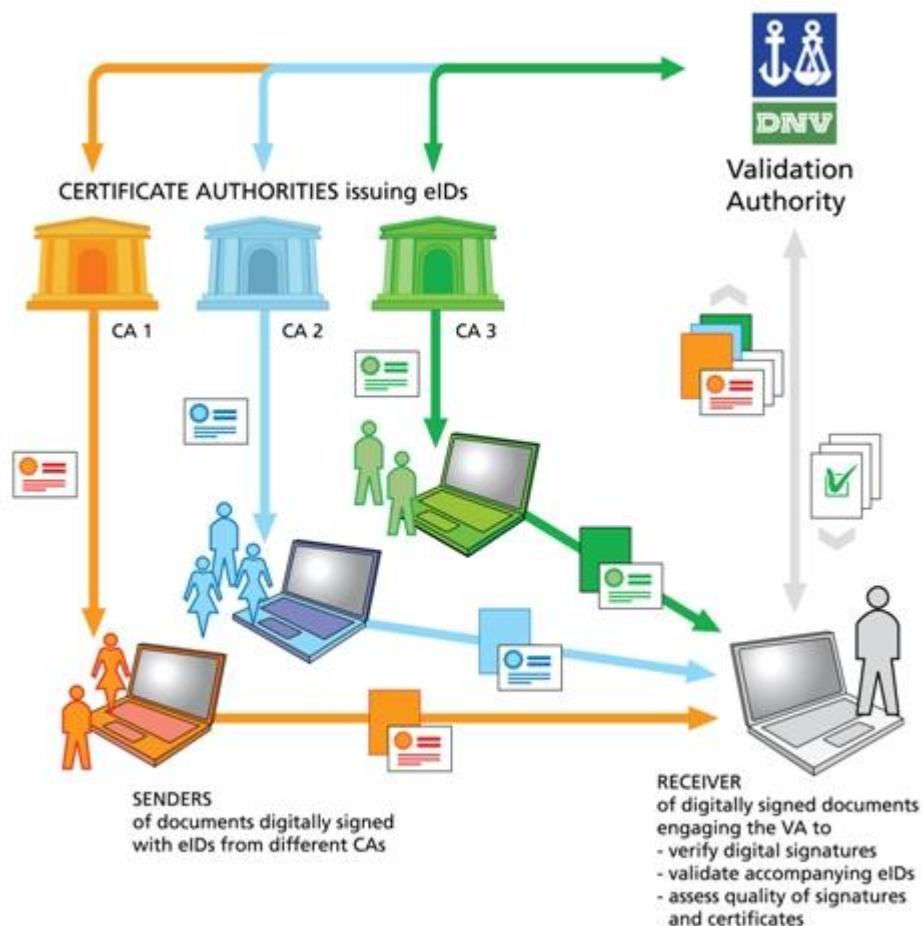 DNV
Validation
Authority
CERTIFICATE AUTHORITIES issuing eIDs
CA 1
CA 2
CA 3
SENDERS
of documents digitally signed
with eIDs from different CAs
RECEIVER
of digitally signed documents
engaging the VA to
- verify digital signatures
- validate accompanying eIDs
- assess quality of signatures
and certificates